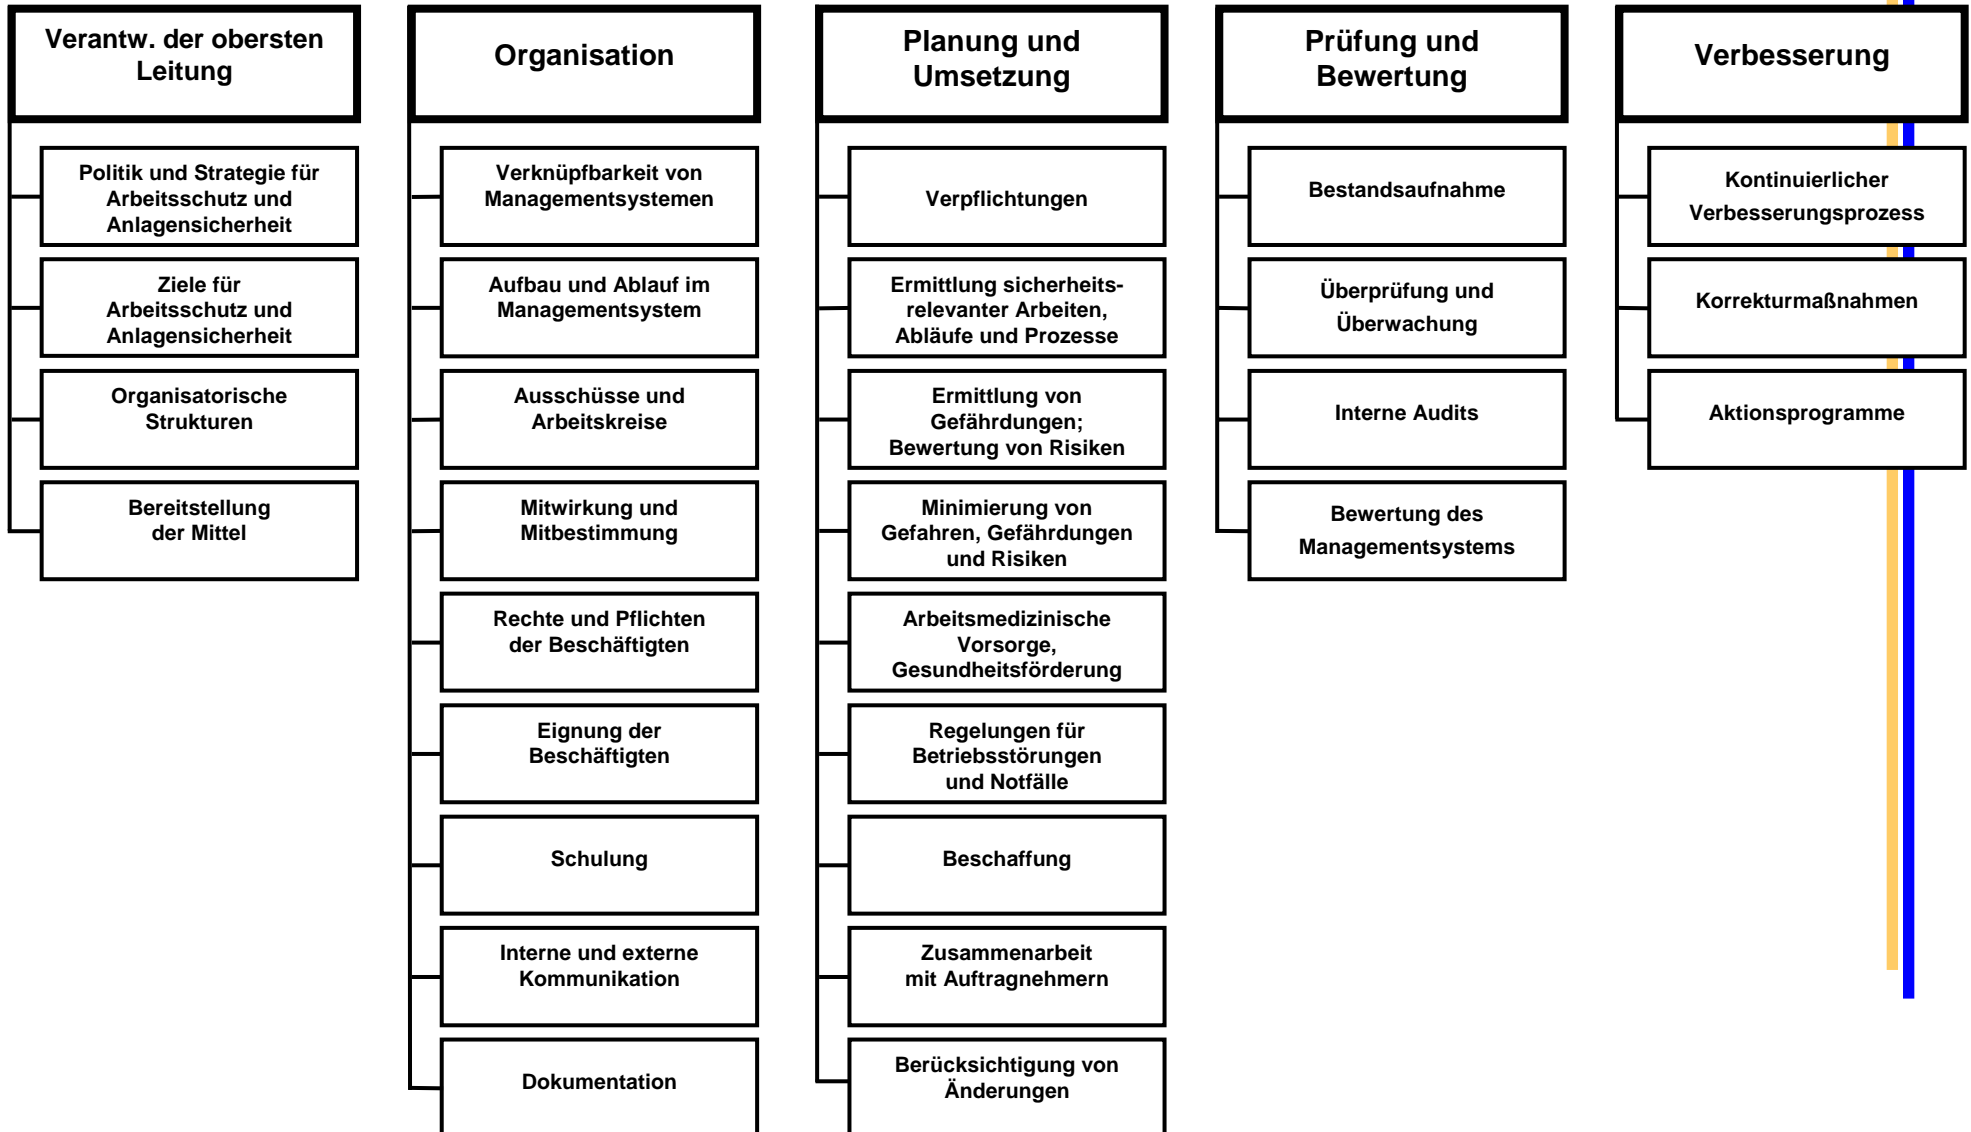 Verantw. der obersten
Leitung
Politik und Strategie für
Arbeitsschutz und
Anlagensicherheit
Ziele für
Arbeitsschutz und
Anlagensicherheit
Organisatorische
Strukturen
Bereitstellung
der Mittel
Organisation
Verknüpfbarkeit von
Managementsystemen
Aufbau und Ablauf im
Managementsystem
Ausschüsse und
Arbeitskreise
Mitwirkung und
Mitbestimmung
Rechte und Pflichten
der Beschäftigten
Eignung der
Beschäftigten
Schulung
Interne und externe
Kommunikation
Dokumentation
Planung und
Umsetzung
Verpflichtungen
Ermittlung sicherheits-
relevanter Arbeiten,
Abläufe und Prozesse
Ermittlung von
Gefährdungen;
Bewertung von Risiken
Minimierung von
Gefahren, Gefährdungen
und Risiken
Arbeitsmedizinische
Vorsorge,
Gesundheitsförderung
Regelungen für
Betriebsstörungen
und Notfälle
Beschaffung
Zusammenarbeit
mit Auftragnehmern
Berücksichtigung von
Änderungen
Prüfung und
Bewertung
Bestandsaufnahme
Überprüfung und
Überwachung
Interne Audits
Bewertung des
Managementsystems
Verbesserung
Kontinuierlicher
Verbesserungsprozess
Korrekturmaßnahmen
Aktionsprogramme